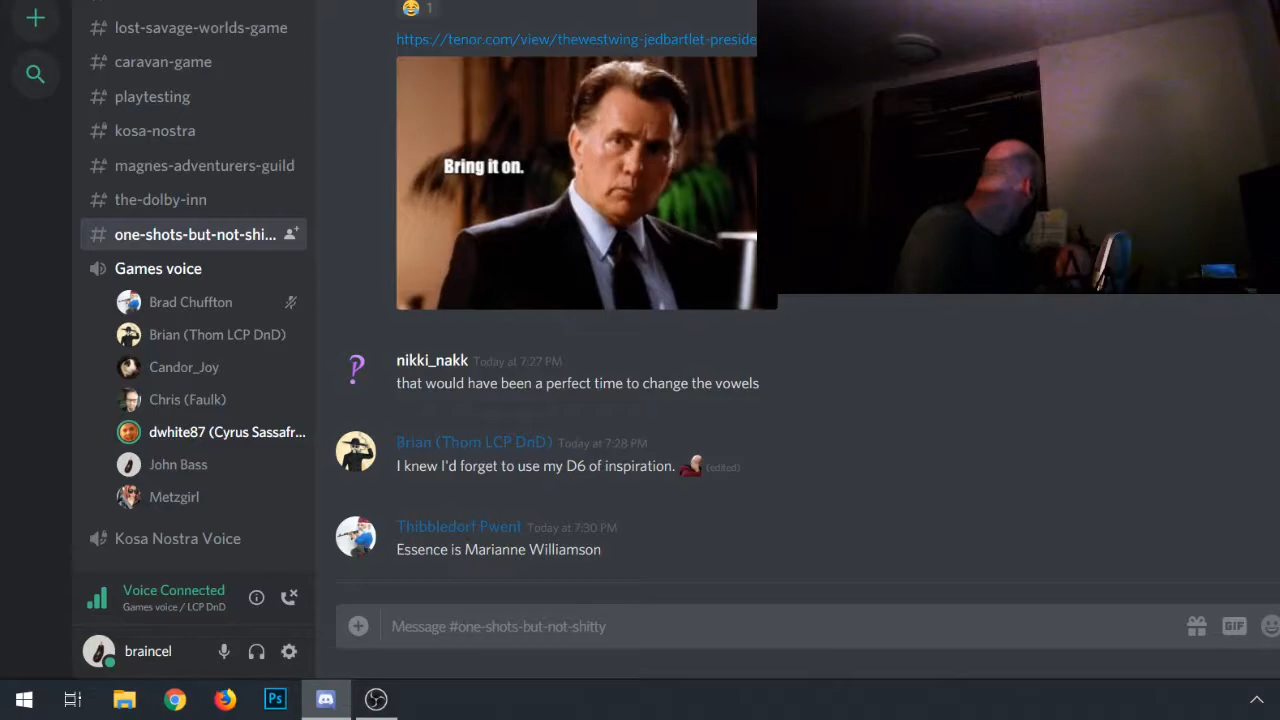 lost-savage-worlds-game
caravan-game
playtesting
kosa-nostra
magnes-adventurers-guild
the-dolby-inn
one-shots-but-not-shi...
Games voice
Brad Chuffton
Brian (Thom LCP DnD)
Candor_Joy
Chris (Faulk)
dwhite87 (Cyrus Sassafr...
John Bass
Metzgirl
Kosa Nostra Voice
Voice Connected
Games voice / LCP DnD
braincel
1
https://tenor.com/view/thewestwing-jedbartlet-preside
Bring it on.
nikki_nakk Today at 7:27 PM
that would have been a perfect time to change the vowels
Brian (Thom LCP DnD) Today at 7:28 PM
I knew I'd forget to use my D6 of inspiration. (edited)
Thibbledorf Pwent Today at 7:30 PM
Essence is Marianne Williamson
Message #one-shots-but-not-shitty
GIF
Ps